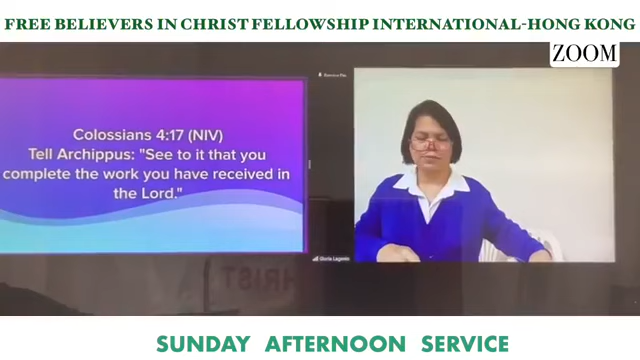 FREE BELIEVERS IN CHRIST FELLOWSHIP INTERNATIONAL-HONG KONG
ZOOM
Colossians 4:17 (NIV)
Tell Archippus: "See to it that you
complete the work you have received in
the Lord."
SUNDAY AFTERNOON SERVICE